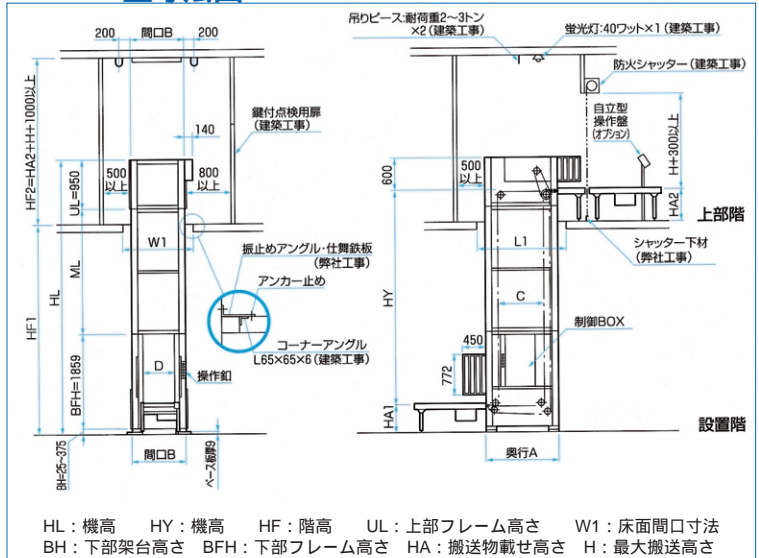 200
間口B
200
HF2=HA2+H+1000以上
鍵付点検用扉
(建築工事)
140
500
以上
800
以上
UL=950
W1
ML
HL
HF1
振止めアングル・仕舞鉄板
(弊社工事)
アンカー止め
コーナーアングル
L65×65×6(建築工事)
D
操作釦
BFH=1859
BH=25~375
間口B
ベース板厚9
吊りピース:耐荷重2~3トン
×2(建築工事)
蛍光灯:40ワット×1(建築工事)
防火シャッター(建築工事)
自立型
操作盤
(オプション)
H+300以上
600
500
以上
HA2
上部階
L1
シャッター下材
(弊社工事)
HY
C
制御BOX
450
772
HA1
設置階
奥行A
HL:機高 HY:機高 HF:階高 UL:上部フレーム高さ W1:床面間口寸法
BH:下部架台高さ BFH:下部フレーム高さ HA:搬送物載せ高さ H:最大搬送高さ